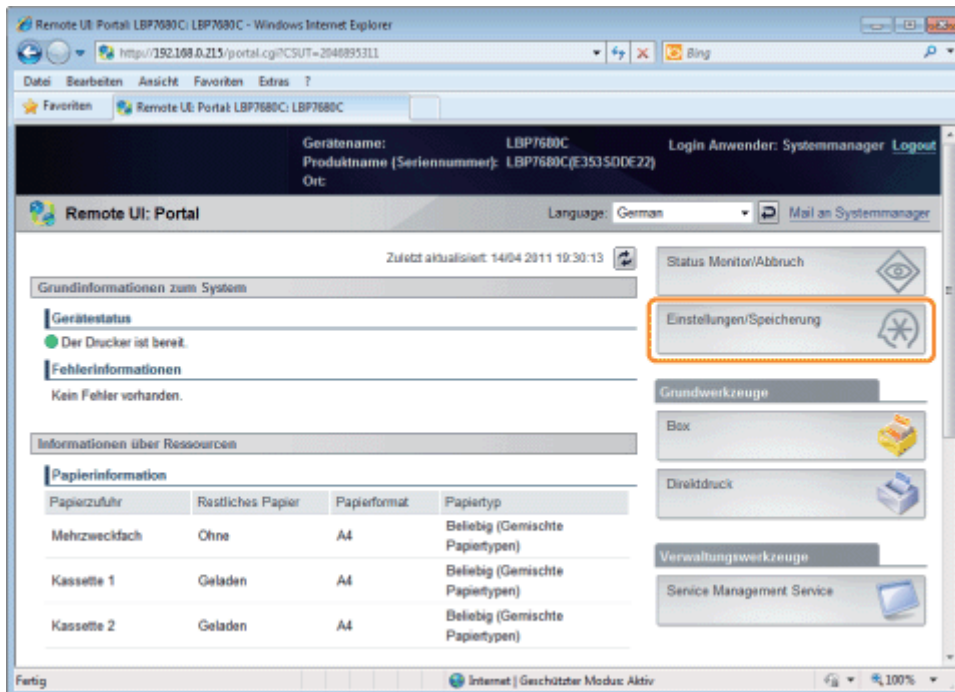 Remote UI: Portal: LBP7680C: LBP7680C - Windows Internet Explorer
http://192.168.0.215/portal.cgi?CSUT=2046895311
Bing
Datei Bearbeiten Ansicht Favoriten Extras ?
Favoriten Remote UI: Portal: LBP7680C: LBP7680C
Gerätename: LBP7680C Login Anwender: Systemmanager Logout
Produktname (Seriennummer): LBP7680C(E353SDDE22)
Ort:
Remote UI: Portal Language: German Mail an Systemmanager
Zuletzt aktualisiert: 14/04 2011 19:30:13
Status Monitor/Abbruch
Grundinformationen zum System
Gerätestatus
Einstellungen/Speicherung
Der Drucker ist bereit.
Fehlerinformationen
Kein Fehler vorhanden.
Grundwerkzeuge
Box
Informationen über Ressourcen
Papierinformation
Direktdruck
Papierzufuhr Restliches Papier Papierformat Papiertyp
Mehrzweckfach Ohne A4 Beliebig (Gemischte
Papiertypen)
Verwaltungswerkzeuge
Kassette 1 Geladen A4 Beliebig (Gemischte
Papiertypen)
Service Management Service
Kassette 2 Geladen A4 Beliebig (Gemischte
Papiertypen)
Fertig Internet | Geschützter Modus: Aktiv 100%